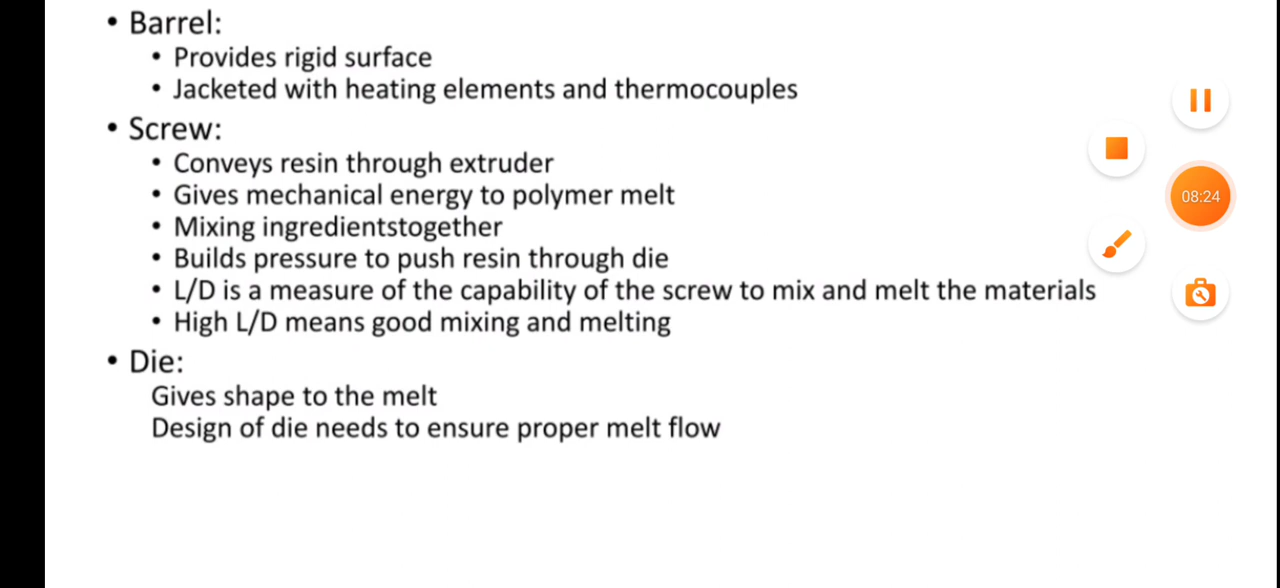 • Barrel:
• Provides rigid surface
• Jacketed with heating elements and thermocouples
• Screw:
• Conveys resin through extruder
• Gives mechanical energy to polymer melt
• Mixing ingredientstogether
• Builds pressure to push resin through die
• L/D is a measure of the capability of the screw to mix and melt the materials
• High L/D means good mixing and melting
• Die:
Gives shape to the melt
Design of die needs to ensure proper melt flow
08:24